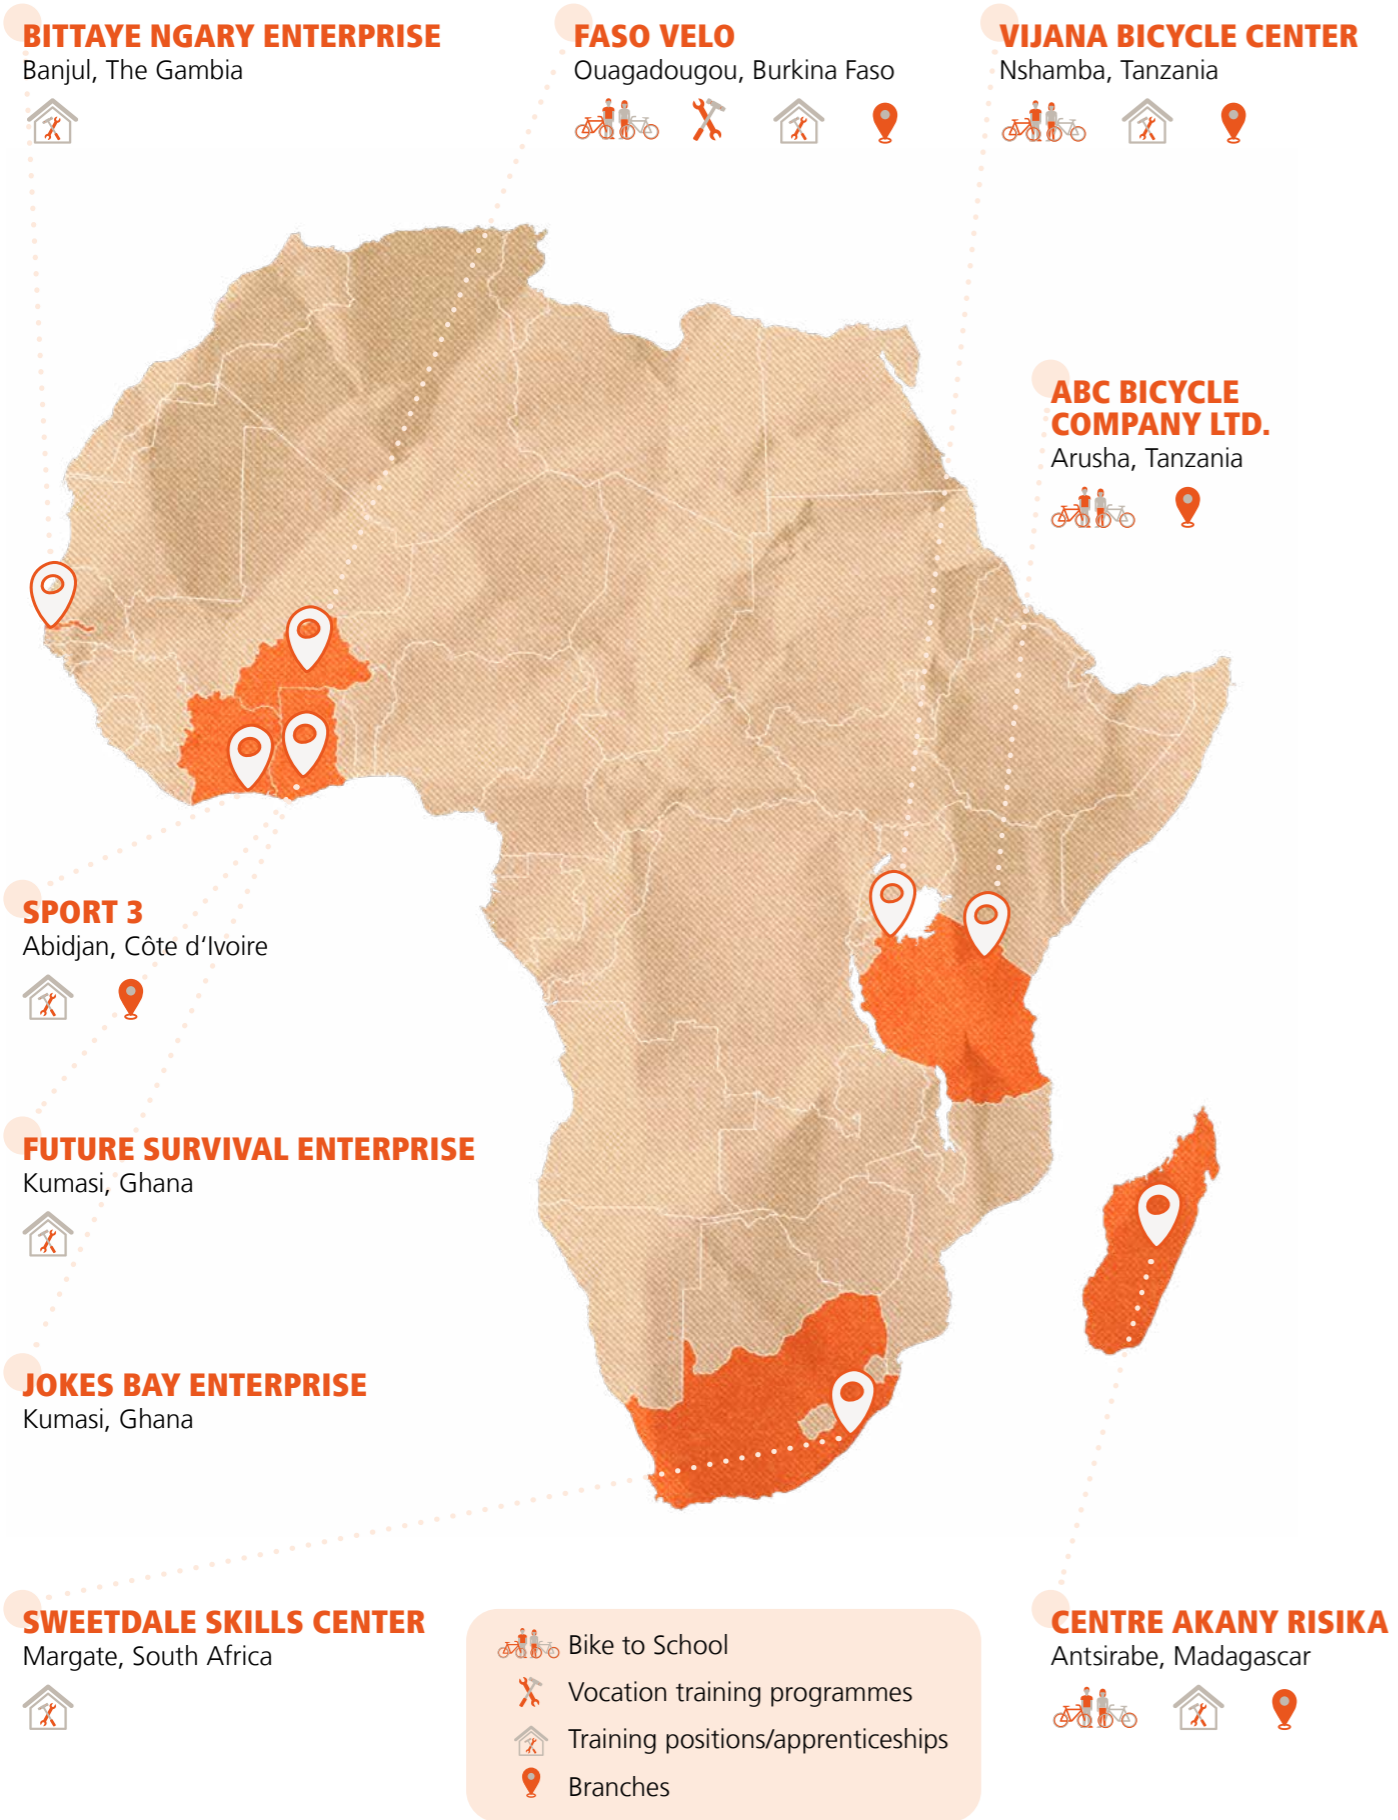 BITTAYE NGARY ENTERPRISE
Banjul, The Gambia
FASO VELO
Ouagadougou, Burkina Faso
VIJANA BICYCLE CENTER
Nshamba, Tanzania
ABC BICYCLE
COMPANY LTD.
Arusha, Tanzania
SPORT 3
Abidjan, Côte d‘Ivoire
FUTURE SURVIVAL ENTERPRISE
Kumasi, Ghana
JOKES BAY ENTERPRISE
Kumasi, Ghana
SWEETDALE SKILLS CENTER
Margate, South Africa
Bike to School
Vocation training programmes
Training positions/apprenticeships
Branches
CENTRE AKANY RISIKA
Antsirabe, Madagascar